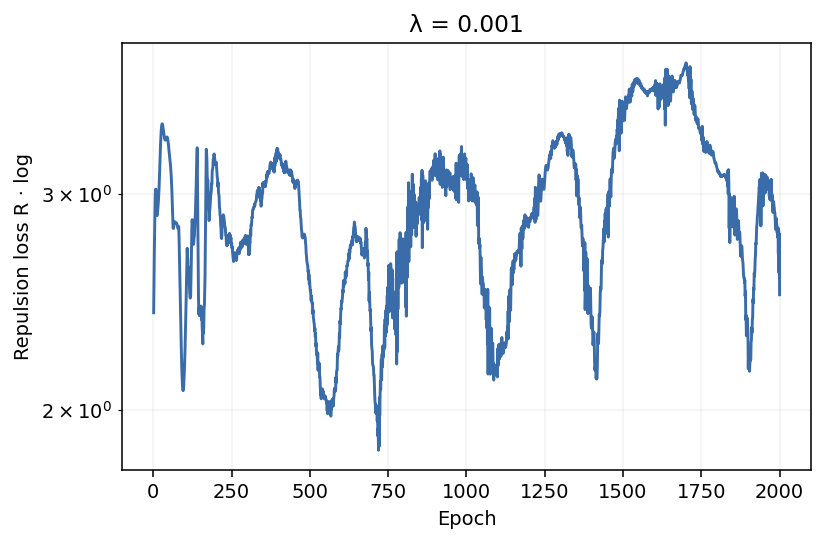 λ = 0.001
Repulsion loss R · log
3 × 10⁰
2 × 10⁰
0 250 500 750 1000 1250 1500 1750 2000
Epoch